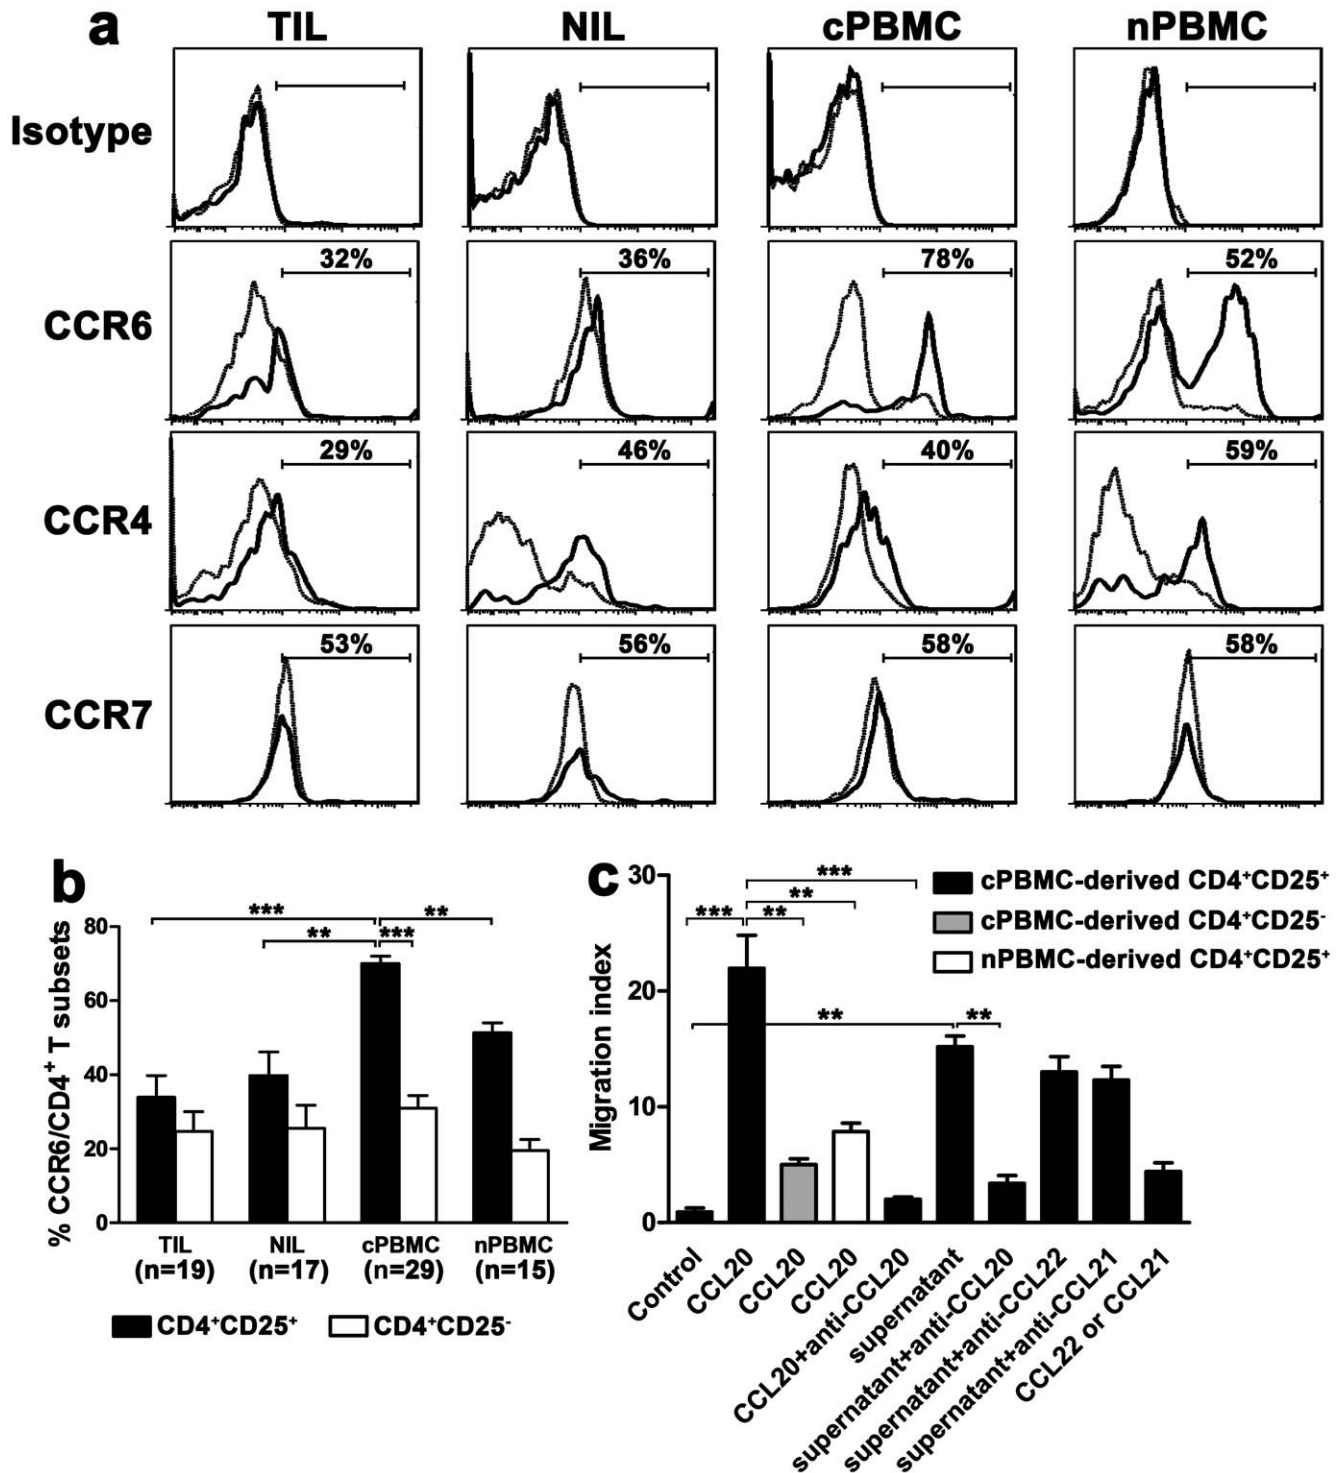 a TIL NIL cPBMC nPBMC
Isotype
CCR6 32% 36% 78% 52%
CCR4 29% 46% 40% 59%
CCR7 53% 56% 58% 58%
b
% CCR6/CD4⁺ T subsets
80
60
40
20
0
*** **
** ***
TIL NIL cPBMC nPBMC
(n=19) (n=17) (n=29) (n=15)
CD4⁺CD25⁺ CD4⁺CD25⁻
c
Migration index
30
20
10
0
***
**
*** **
** **
cPBMC-derived CD4⁺CD25⁺
cPBMC-derived CD4⁺CD25⁻
nPBMC-derived CD4⁺CD25⁺
Control
CCL20
CCL20
CCL20
CCL20+anti-CCL20
supernatant
supernatant+anti-CCL20
supernatant+anti-CCL22
supernatant+anti-CCL21
CCL22 or CCL21